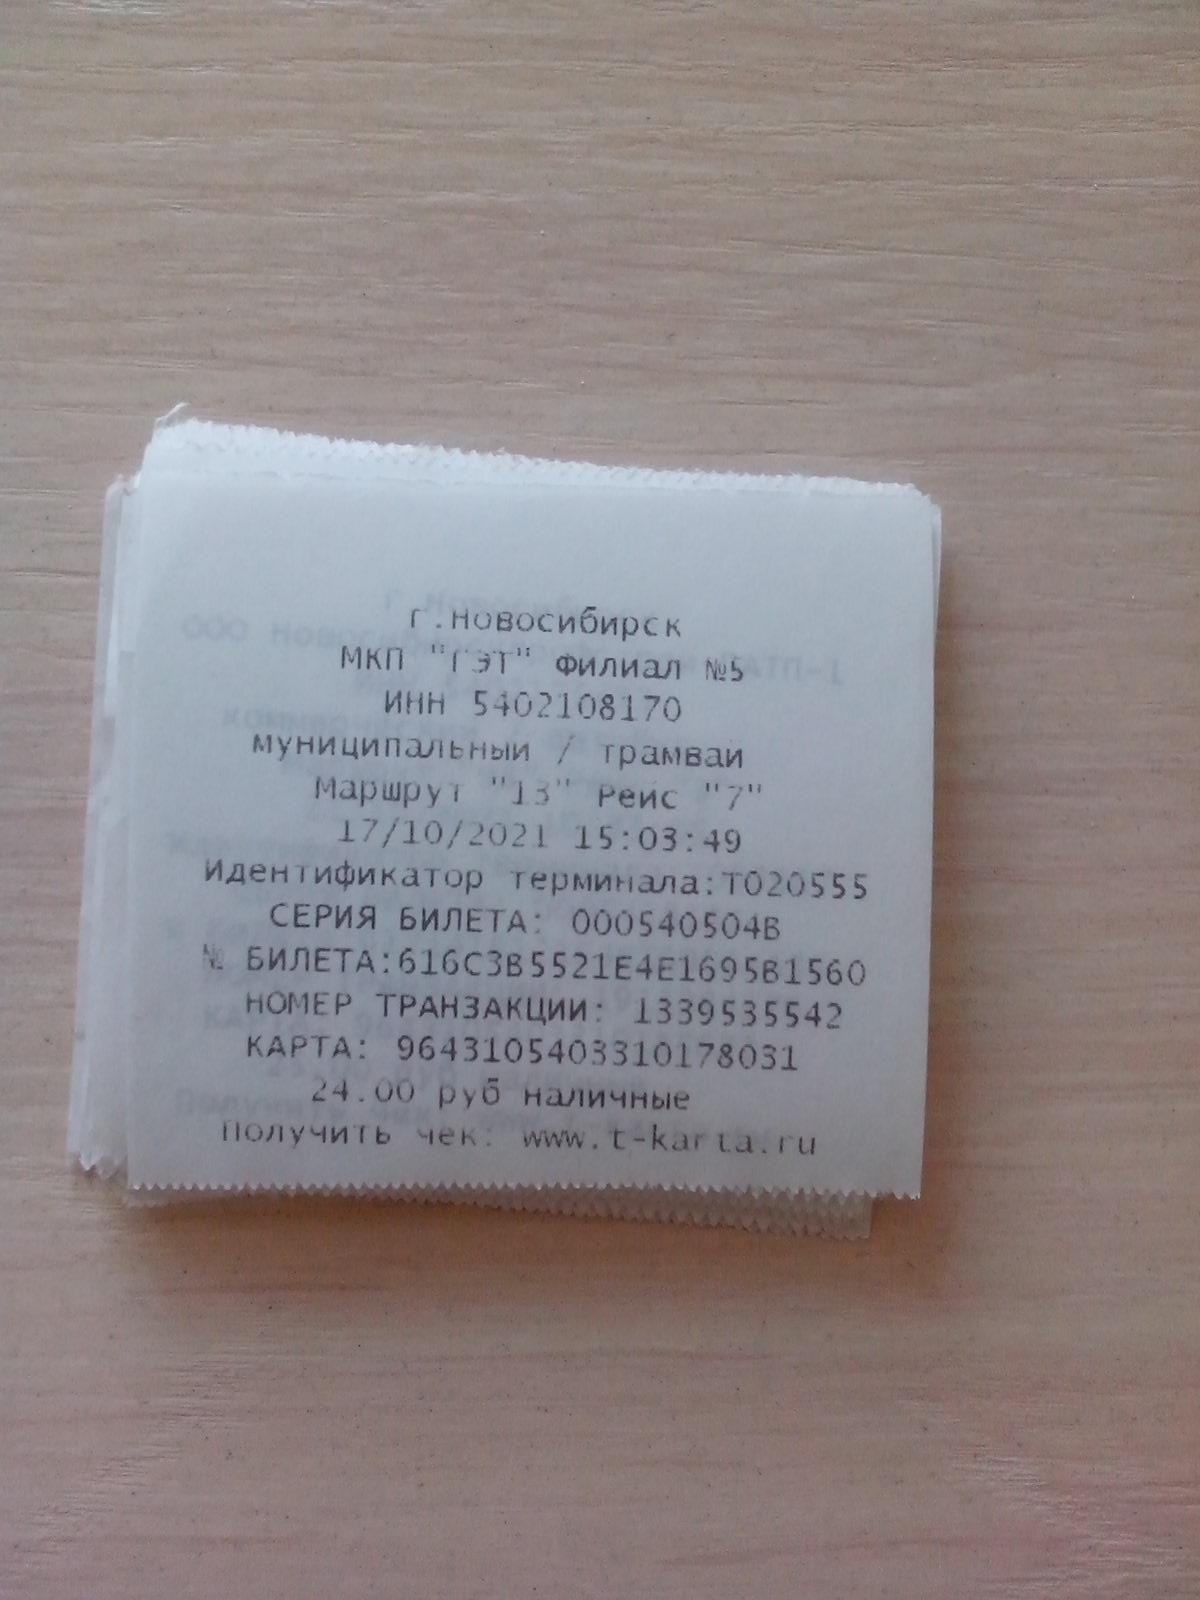 г.Новосибирск
МКП "ГЭТ" Филиал №5
ИНН 5402108170
муниципальный / трамвай
Маршрут "13" Рейс "7"
17/10/2021 15:03:49
Идентификатор терминала:T020555
СЕРИЯ БИЛЕТА: 000540504B
№ БИЛЕТА:616C3B5521E4E1695B1560
НОМЕР ТРАНЗАКЦИИ: 1339535542
КАРТА: 9643105403310178031
24.00 руб наличные
Получить чек: www.t-karta.ru